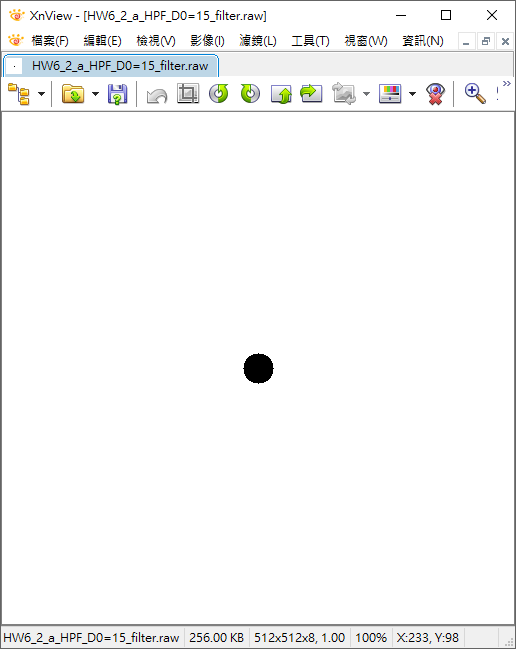 XnView - [HW6_2_a_HPF_D0=15_filter.raw]
檔案(F) 編輯(E) 檢視(V) 影像(I) 濾鏡(L) 工具(T) 視窗(W) 資訊(N)
HW6_2_a_HPF_D0=15_filter.raw
HW6_2_a_HPF_D0=15_filter.raw 256.00 KB 512x512x8, 1.00 100% X:233, Y:98